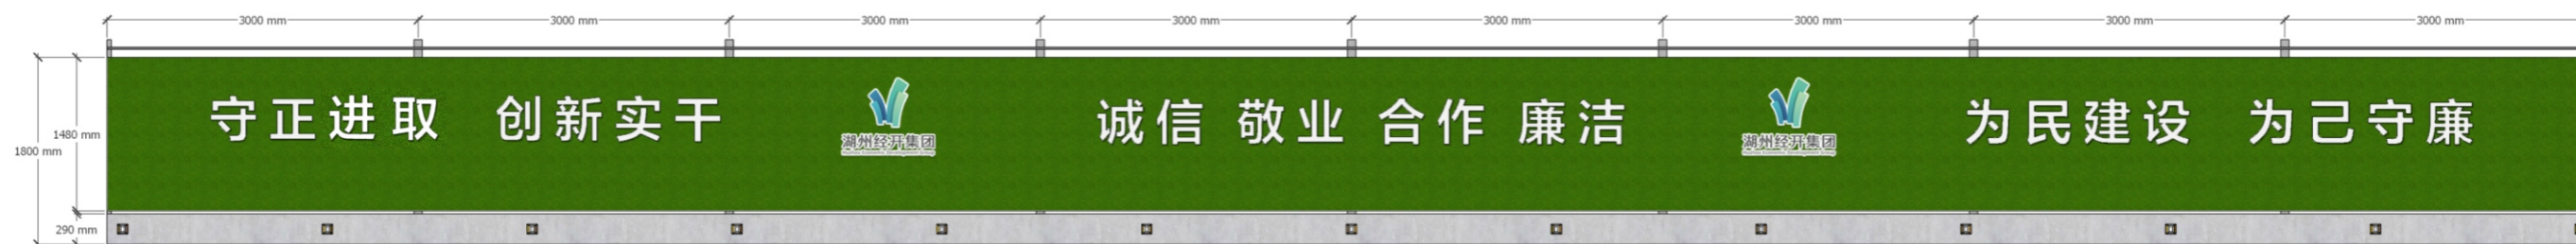 3000 mm 3000 mm 3000 mm 3000 mm 3000 mm 3000 mm 3000 mm 3000 mm
守正进取 创新实干
湖州经开集团
诚信 敬业 合作 廉洁
湖州经开集团
为民建设 为己守廉
1480 mm
1800 mm
290 mm